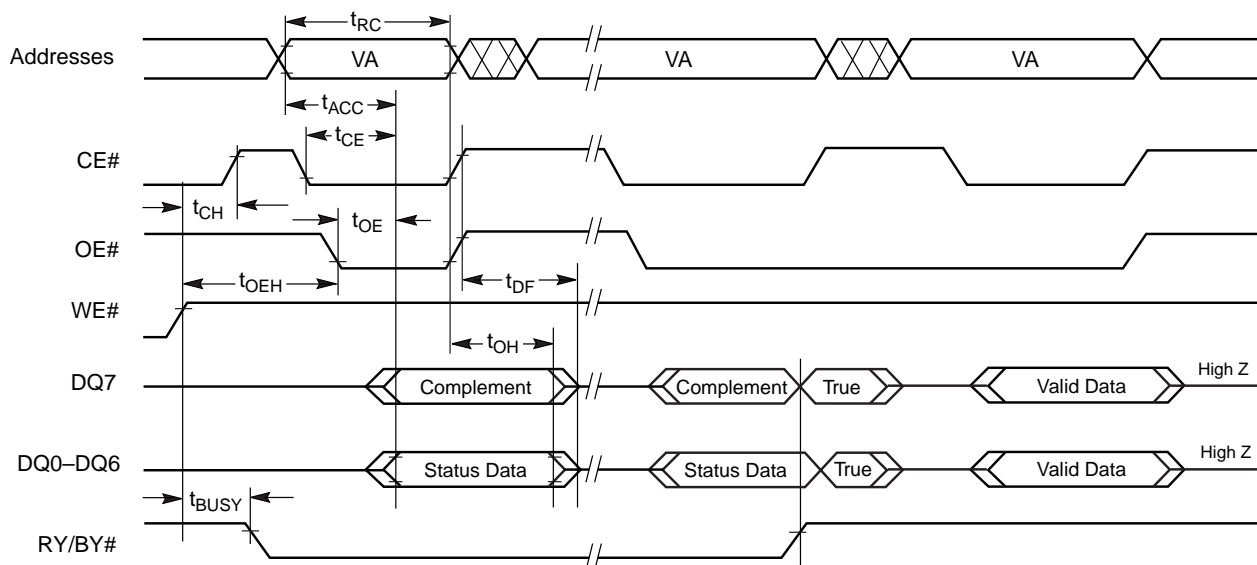 tRC
Addresses VA VA VA
tACC
tCE
CE#
tCH
tOE
OE#
tOEH
tDF
WE#
tOH
DQ7 Complement Complement True Valid Data High Z
DQ0–DQ6 Status Data Status Data True Valid Data High Z
tBUSY
RY/BY#